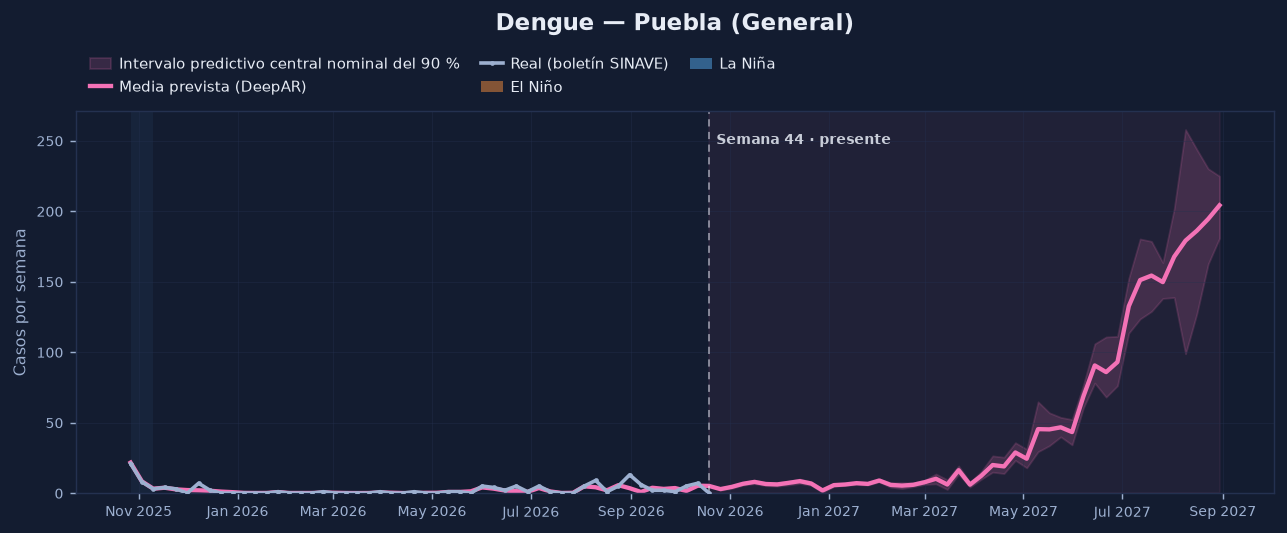 Dengue — Puebla (General)
Intervalo predictivo central nominal del 90 %
Real (boletín SINAVE)
La Niña
Media prevista (DeepAR)
El Niño
Semana 44 · presente
Casos por semana
250
200
150
100
50
0
Nov 2025
Jan 2026
Mar 2026
May 2026
Jul 2026
Sep 2026
Nov 2026
Jan 2027
Mar 2027
May 2027
Jul 2027
Sep 2027